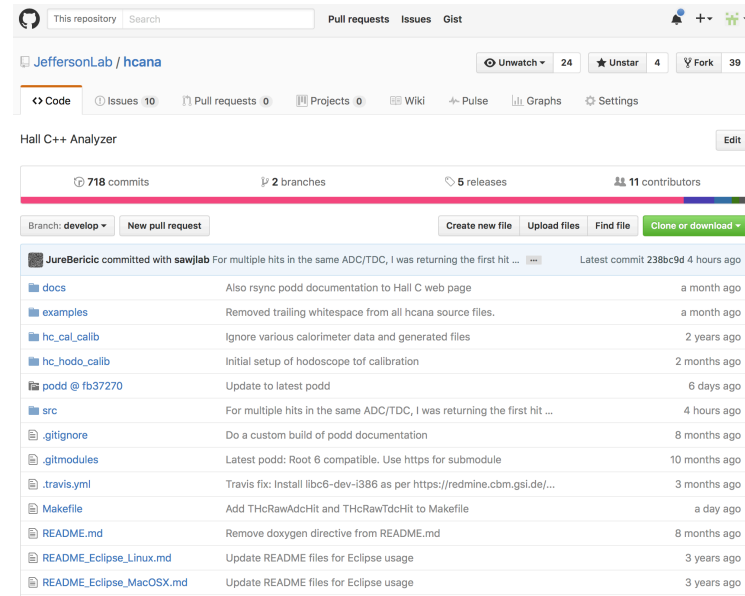 This repository Search Pull requests Issues Gist
JeffersonLab / hcana Unwatch 24 Unstar 4 Fork 39
Code Issues 10 Pull requests 0 Projects 0 Wiki Pulse Graphs Settings
Hall C++ Analyzer Edit
718 commits 2 branches 5 releases 11 contributors
Branch: develop New pull request Create new file Upload files Find file Clone or download
JureBericic committed with sawjlab For multiple hits in the same ADC/TDC, I was returning the first hit ... Latest commit 238bc9d 4 hours ago
docs Also rsync podd documentation to Hall C web page a month ago
examples Removed trailing whitespace from all hcana source files. a month ago
hc_cal_calib Ignore various calorimeter data and generated files 2 years ago
hc_hodo_calib Initial setup of hodoscope tof calibration 2 months ago
podd @ fb37270 Update to latest podd 6 days ago
src For multiple hits in the same ADC/TDC, I was returning the first hit ... 4 hours ago
.gitignore Do a custom build of podd documentation 8 months ago
.gitmodules Latest podd: Root 6 compatible. Use https for submodule 10 months ago
.travis.yml Travis fix: Install libc6-dev-i386 as per https://redmine.cbm.gsi.de/... 3 months ago
Makefile Add THcRawAdcHit and THcRawTdcHit to Makefile a day ago
README.md Remove doxygen directive from README.md 8 months ago
README_Eclipse_Linux.md Update README files for Eclipse usage 3 years ago
README_Eclipse_MacOSX.md Update README files for Eclipse usage 3 years ago